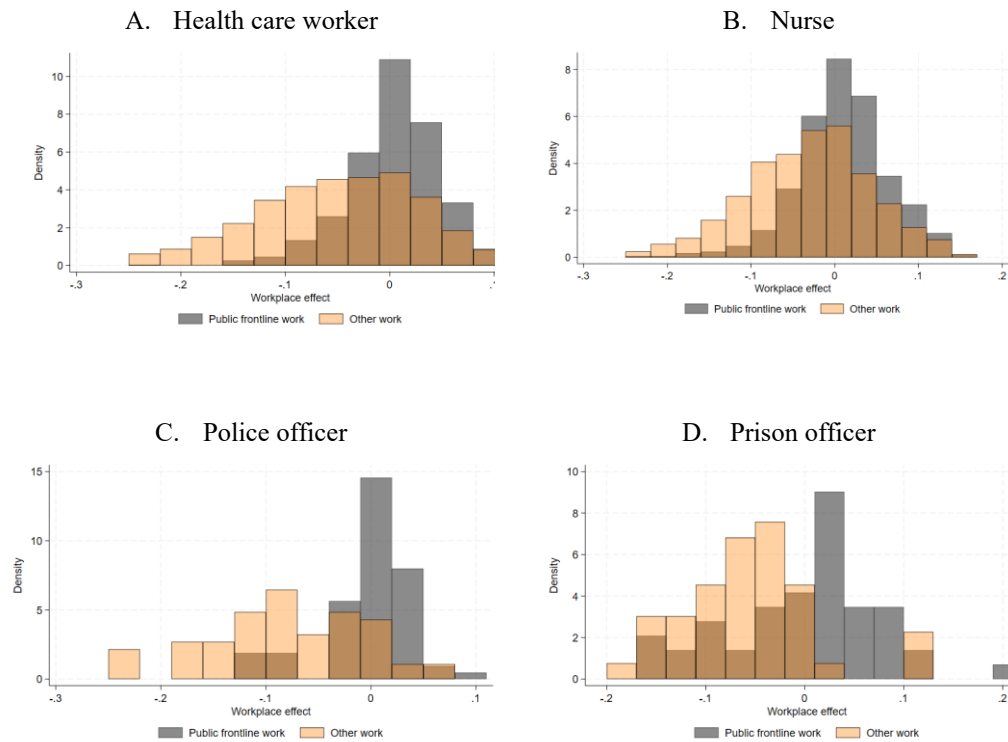 A. Health care worker
B. Nurse
Density
10
8
6
4
2
0
-.3
-.2
-.1
0
.1
Workplace effect
Public frontline work
Other work
Density
8
6
4
2
0
-.3
-.2
-.1
0
.1
.2
Workplace effect
Public frontline work
Other work
C. Police officer
D. Prison officer
Density
15
10
5
0
-.3
-.2
-.1
0
.1
Workplace effect
Public frontline work
Other work
Density
10
8
6
4
2
0
-.2
-.1
0
.1
.2
Workplace effect
Public frontline work
Other work